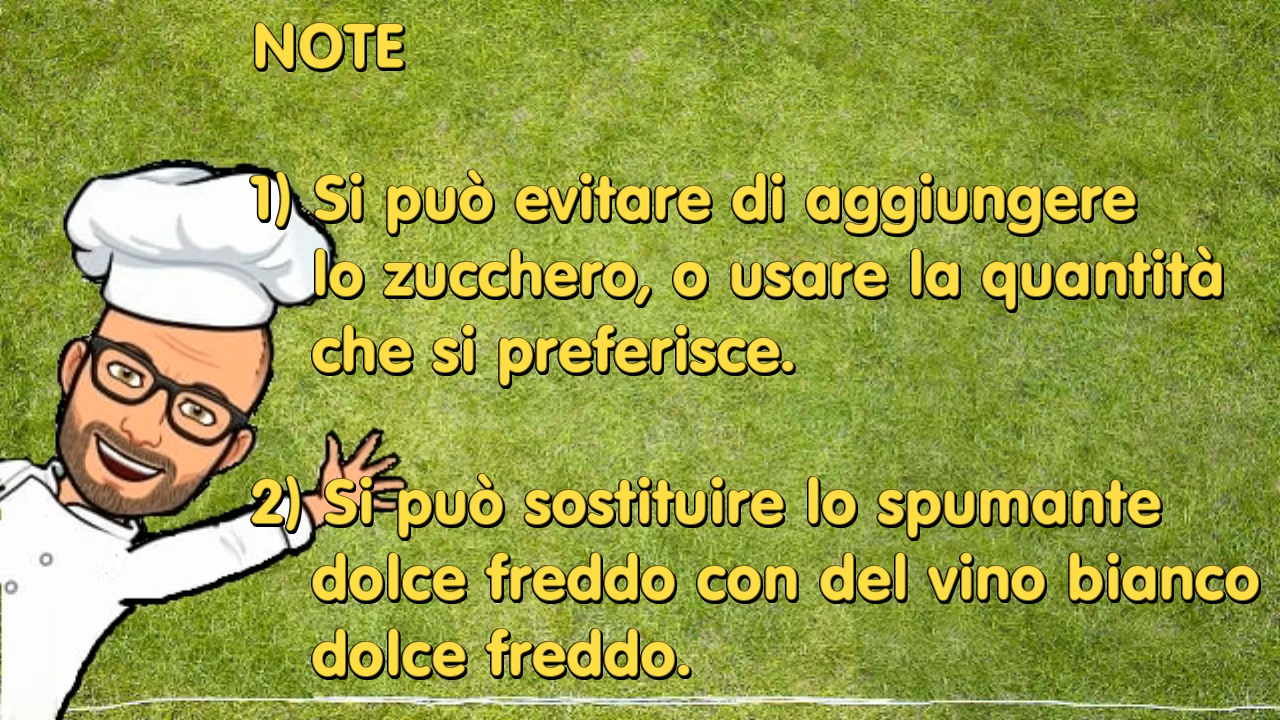 NOTE
1) Si può evitare di aggiungere
lo zucchero, o usare la quantità
che si preferisce.
2) Si può sostituire lo spumante
dolce freddo con del vino bianco
dolce freddo.